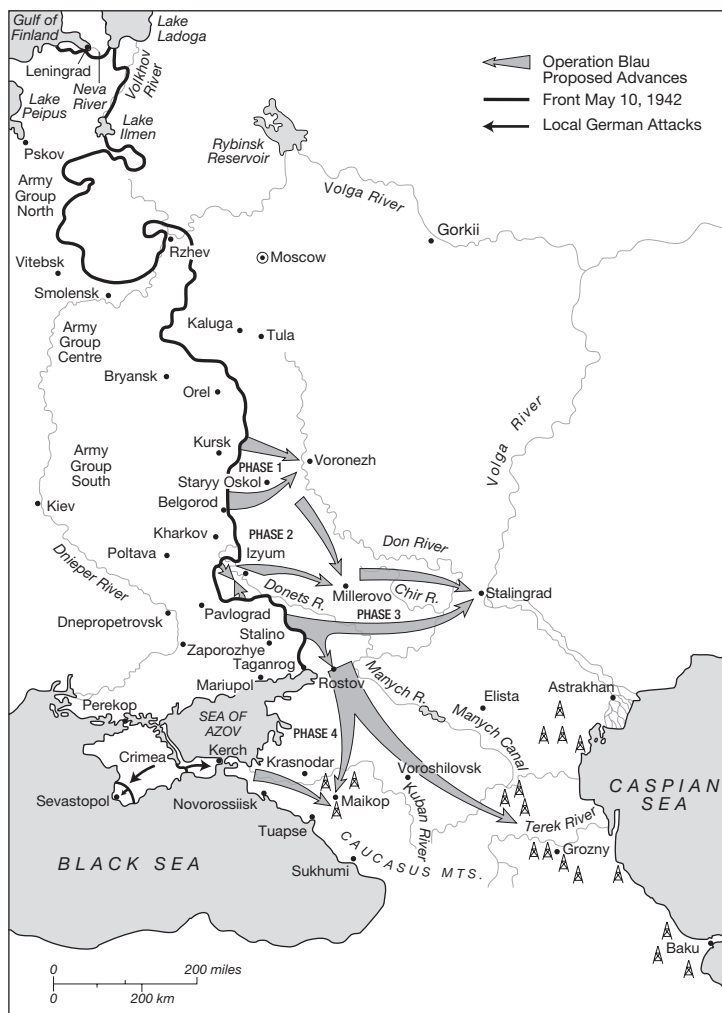 Gulf of
Finland
Lake
Ladoga
Leningrad
Neva
River
Volkhov
River
Lake
Peipus
Lake
Ilmen
Pskov
Army
Group
North
Rybinsk
Reservoir
Operation Blau
Proposed Advances
Front May 10, 1942
Local German Attacks
Volga River
Gorkii
Rzhev
Moscow
Vitebsk
Smolensk
Army
Group
Centre
Kaluga
Tula
Bryansk
Orel
Volga River
Army
Group
South
Kursk
PHASE 1
Voronezh
Staryy Oskol
Belgorod
Kiev
Kharkov
PHASE 2
Izyum
Don River
Poltava
Dnieper River
Donets R.
Millerovo
Chir R.
Stalingrad
Pavlograd
PHASE 3
Dnepropetrovsk
Stalino
Zaporozhye
Taganrog
Mariupol
Rostov
Manych R.
Elista
Astrakhan
Perekop
SEA OF
AZOV
Manych Canal
PHASE 4
Crimea
Kerch
Krasnodar
Voroshilovsk
CASPIAN
SEA
Sevastopol
Novorossiisk
Maikop
Kuban River
Terek River
Tuapse
Grozny
CAUCASUS MTS.
BLACK SEA
Sukhumi
Baku
0 200 miles
0 200 km